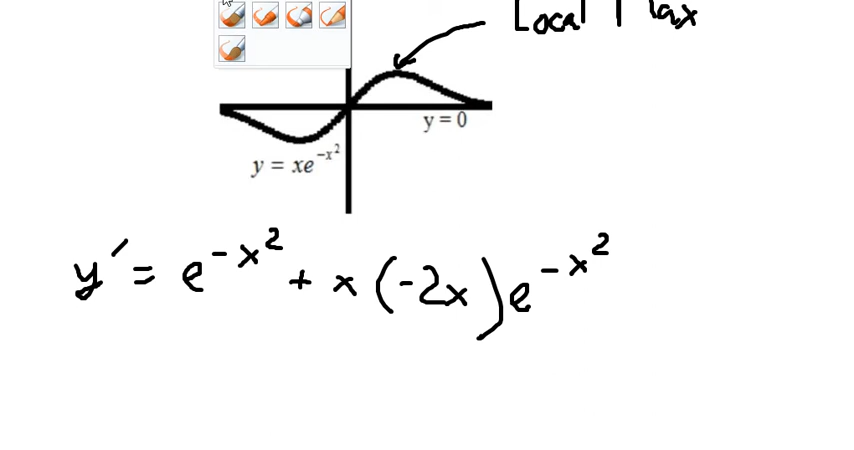 Local Max
y = 0
y = xe^{-x^2}
y' = e^{-x^2} + x(-2x)e^{-x^2}